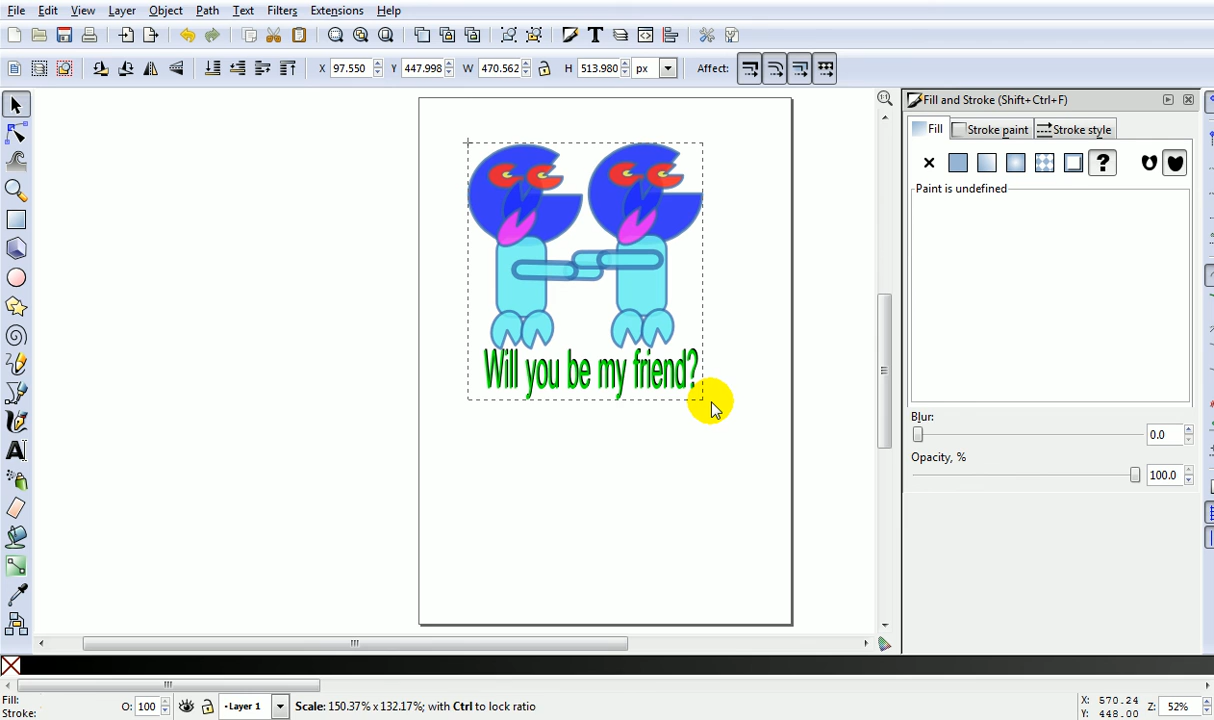 File Edit View Layer Object Path Text Filters Extensions Help
X 97.550 Y 447.998 W 470.562 H 513.980 px Affect:
Fill and Stroke (Shift+Ctrl+F)
Fill Stroke paint Stroke style
?
Paint is undefined
Will you be my friend?
Blur:
0.0
Opacity, %
100.0
Fill:
Stroke:
O: 100 •Layer 1 Scale: 150.37% x 132.17%; with Ctrl to lock ratio
X: 570.24
Y: 448.00
Z: 52%